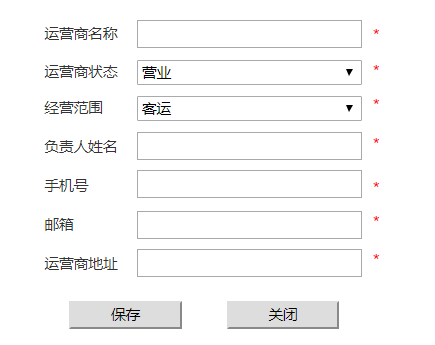 运营商名称 *
运营商状态 营业 ▼ *
经营范围 客运 ▼ *
负责人姓名 *
手机号 *
邮箱 *
运营商地址 *
保存 关闭